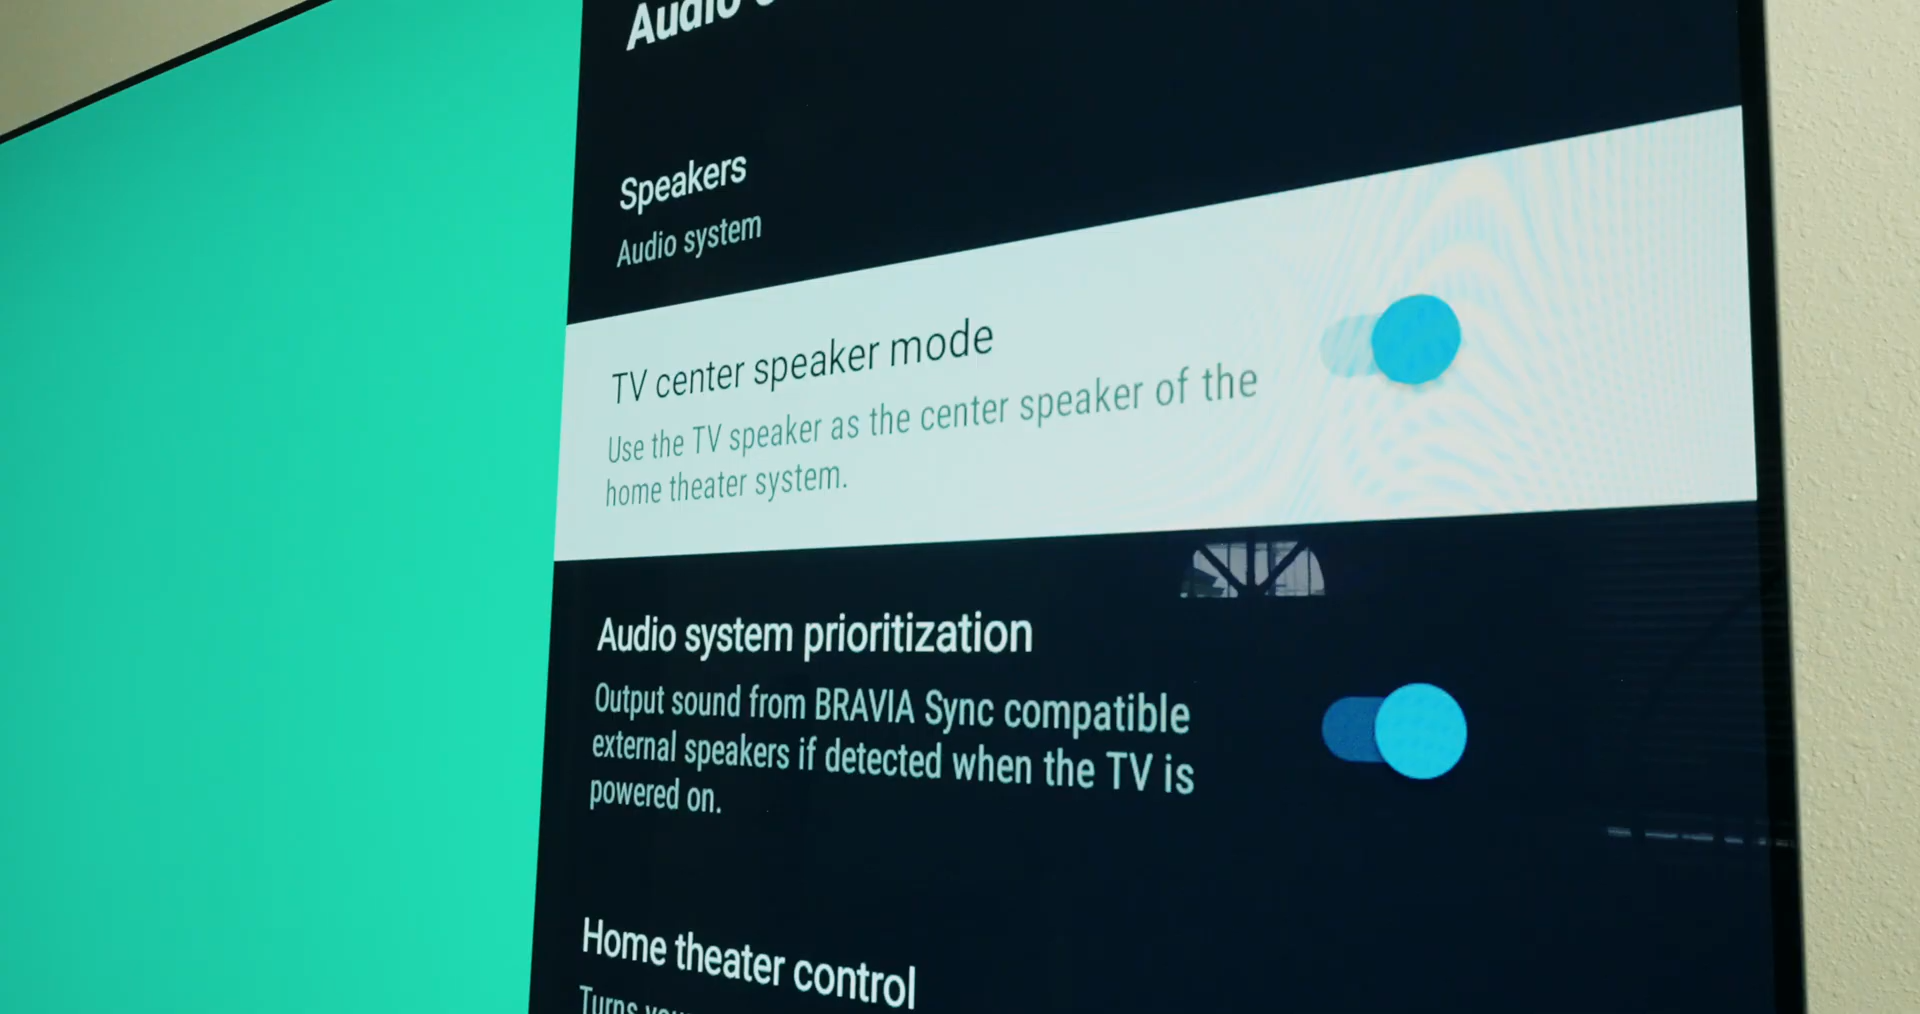 Audio
Speakers
Audio system
TV center speaker mode
Use the TV speaker as the center speaker of the
home theater system.
Audio system prioritization
Output sound from BRAVIA Sync compatible
external speakers if detected when the TV is
powered on.
Home theater control
Turns